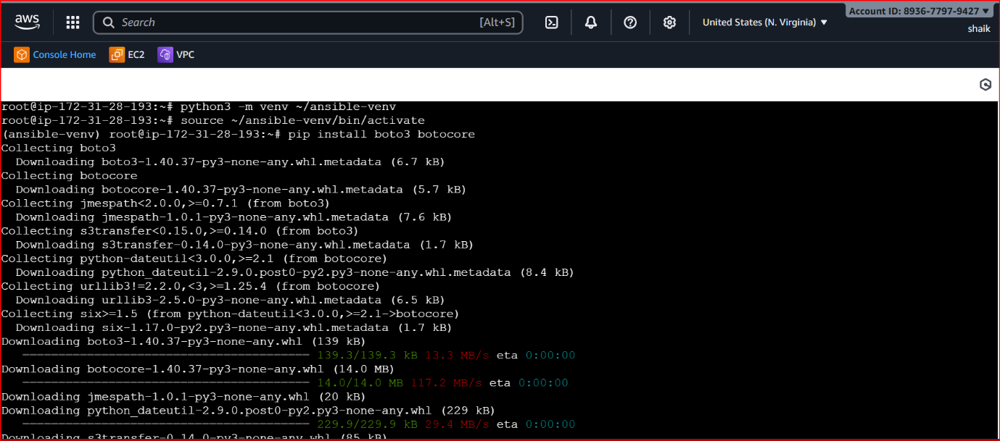 aws
Search
[Alt+S]
United States (N. Virginia) ▼
Account ID: 8936-7797-9427 ▼
shaik
Console Home
EC2
VPC
root@ip-172-31-28-193:~# python3 -m venv ~/ansible-venv
root@ip-172-31-28-193:~# source ~/ansible-venv/bin/activate
(ansible-venv) root@ip-172-31-28-193:~# pip install boto3 botocore
Collecting boto3
  Downloading boto3-1.40.37-py3-none-any.whl.metadata (6.7 kB)
Collecting botocore
  Downloading botocore-1.40.37-py3-none-any.whl.metadata (5.7 kB)
Collecting jmespath<2.0.0,>=0.7.1 (from boto3)
  Downloading jmespath-1.0.1-py3-none-any.whl.metadata (7.6 kB)
Collecting s3transfer<0.15.0,>=0.14.0 (from boto3)
  Downloading s3transfer-0.14.0-py3-none-any.whl.metadata (1.7 kB)
Collecting python-dateutil<3.0.0,>=2.1 (from botocore)
  Downloading python_dateutil-2.9.0.post0-py2.py3-none-any.whl.metadata (8.4 kB)
Collecting urllib3!=2.2.0,<3,>=1.25.4 (from botocore)
  Downloading urllib3-2.5.0-py3-none-any.whl.metadata (6.5 kB)
Collecting six>=1.5 (from python-dateutil<3.0.0,>=2.1->botocore)
  Downloading six-1.17.0-py2.py3-none-any.whl.metadata (1.7 kB)
Downloading boto3-1.40.37-py3-none-any.whl (139 kB)
139.3/139.3 kB 13.3 MB/s eta 0:00:00
Downloading botocore-1.40.37-py3-none-any.whl (14.0 MB)
14.0/14.0 MB 117.2 MB/s eta 0:00:00
Downloading jmespath-1.0.1-py3-none-any.whl (20 kB)
Downloading python_dateutil-2.9.0.post0-py2.py3-none-any.whl (229 kB)
229.9/229.9 kB 29.4 MB/s eta 0:00:00
Downloading s3transfer-0.14.0-py3-none-any.whl (85 kB)